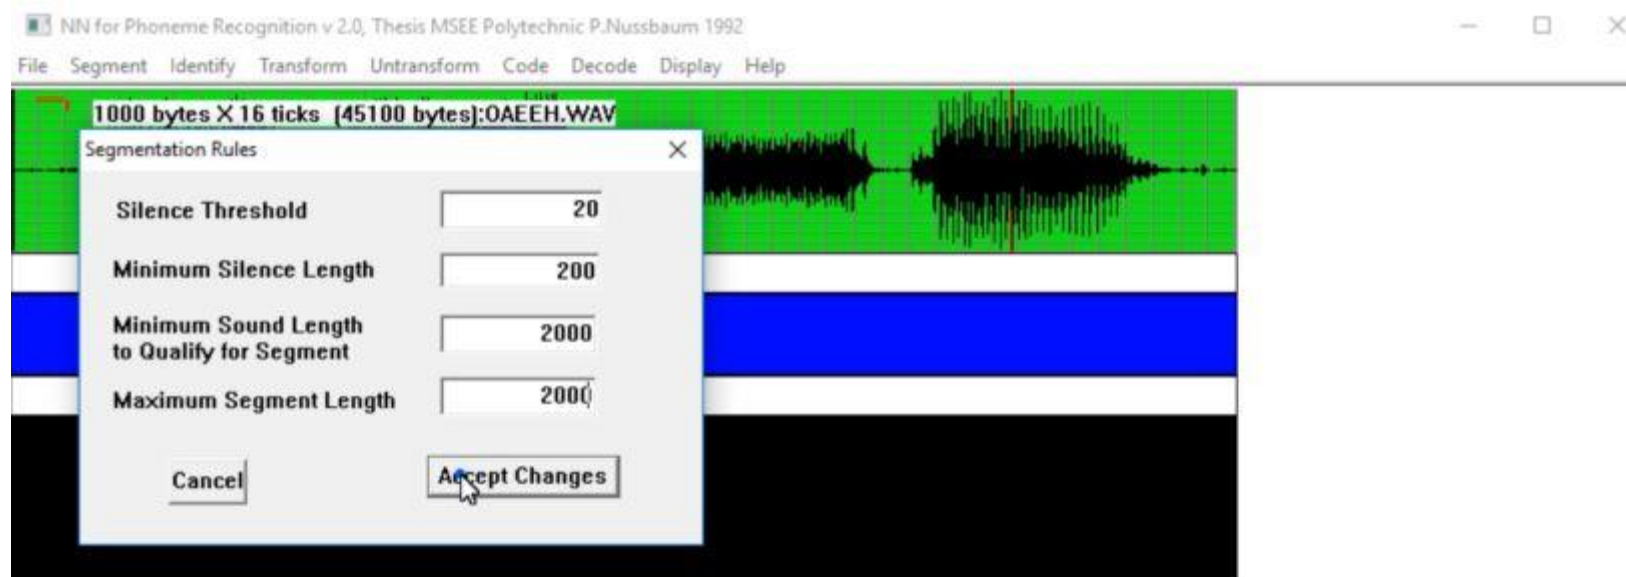 NN for Phoneme Recognition v 2.0, Thesis MSEE Polytechnic P.Nussbaum 1992
File Segment Identify Transform Untransform Code Decode Display Help
1000 bytes X 16 ticks (45100 bytes):OAEEH.WAV
Segmentation Rules
Silence Threshold 20
Minimum Silence Length 200
Minimum Sound Length
to Qualify for Segment 2000
Maximum Segment Length 2000
Cancel Accept Changes